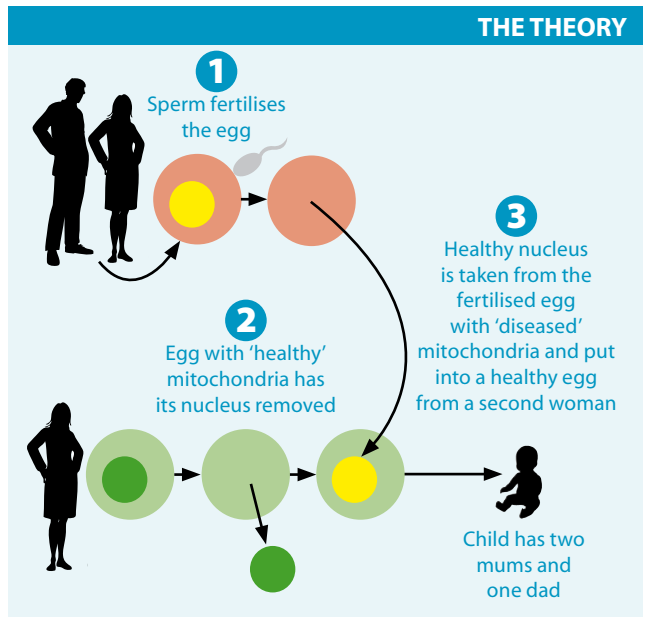 THE THEORY
1
Sperm fertilises
the egg
3
Healthy nucleus
is taken from the
fertilised egg
with ‘diseased’
mitochondria and put
into a healthy egg
from a second woman
2
Egg with ‘healthy’
mitochondria has
its nucleus removed
Child has two
mums and
one dad